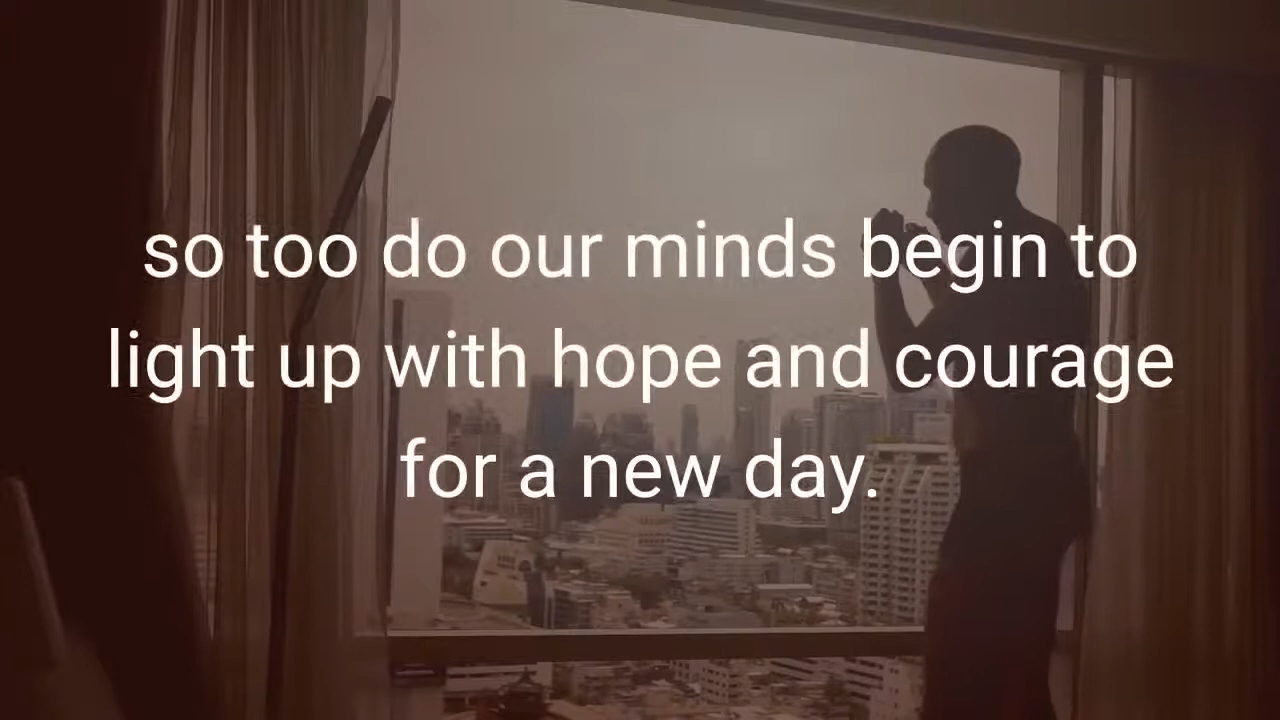 so too do our minds begin to
light up with hope and courage
for a new day.